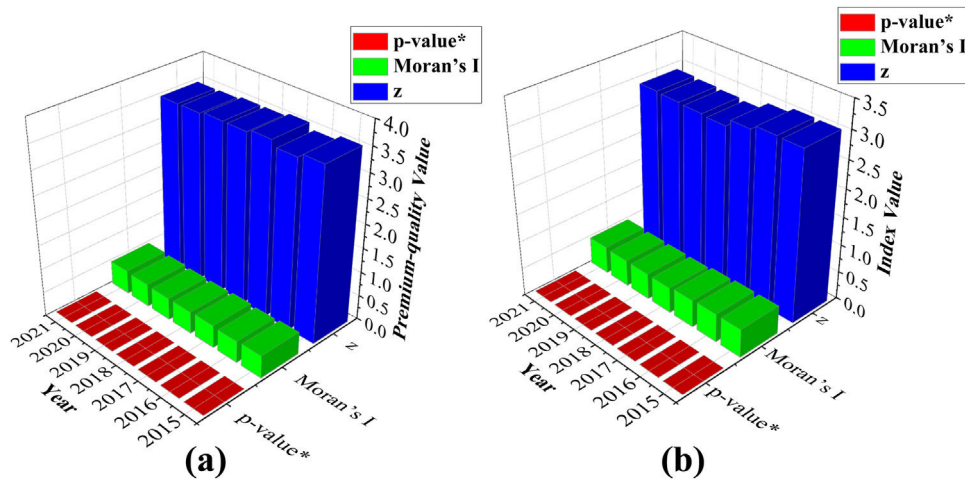 p-value*
Moran's I
z
4.0
3.5
3.0
2.5
2.0
1.5
1.0
0.5
0.0
Premium-quality Value
2021
2020
2019
2018
2017
2016
2015
Year
z
Moran's I
p-value*
(a)
p-value*
Moran's I
z
3.5
3.0
2.5
2.0
1.5
1.0
0.5
0.0
Index Value
2021
2020
2019
2018
2017
2016
2015
Year
z
Moran's I
p-value*
(b)